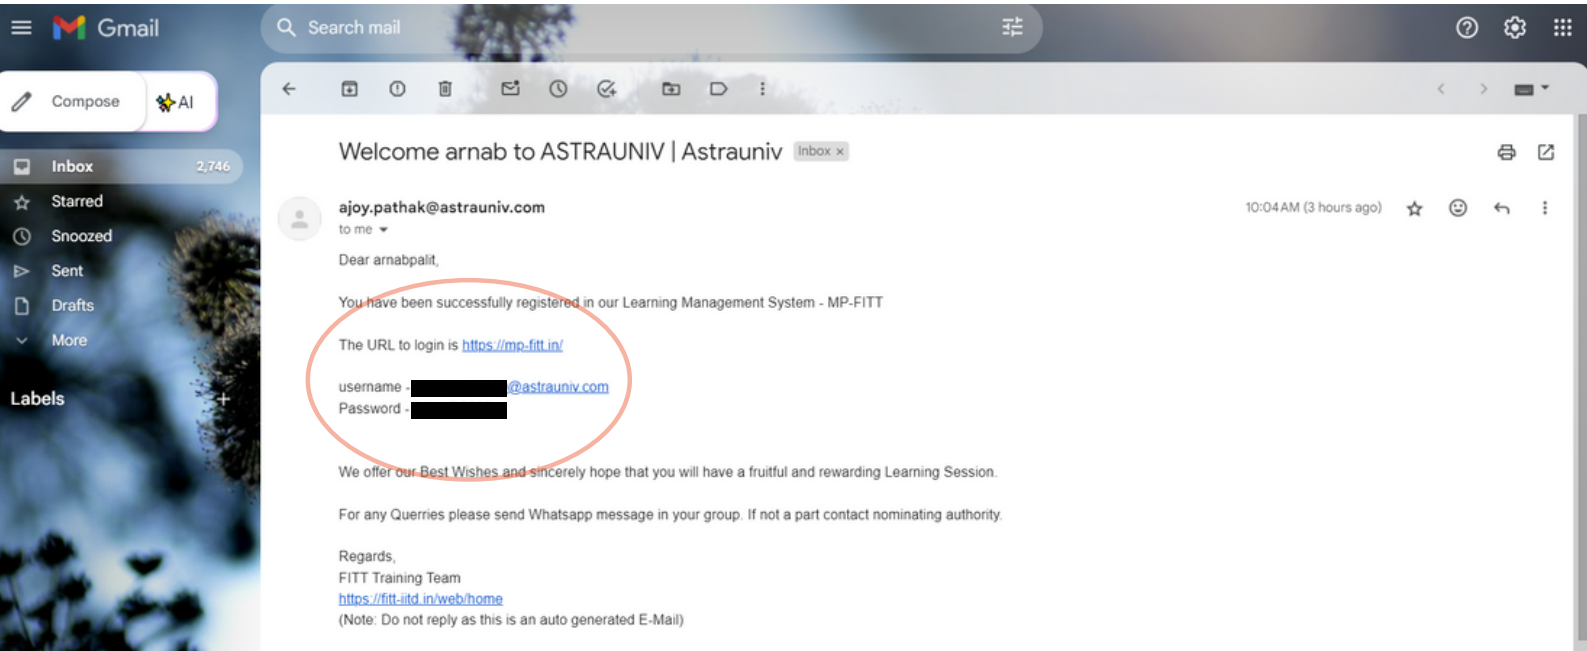 Gmail
Search mail
Compose
AI
Inbox 2,746
Starred
Snoozed
Sent
Drafts
More
Labels
Welcome arnab to ASTRAUNIV | Astrauniv Inbox ×
ajoy.pathak@astrauniv.com 10:04 AM (3 hours ago)
to me
Dear arnabpalit,
You have been successfully registered in our Learning Management System - MP-FITT
The URL to login is https://mp-fitt.in/
username - @astrauniv.com
Password -
We offer our Best Wishes and sincerely hope that you will have a fruitful and rewarding Learning Session.
For any Querries please send Whatsapp message in your group. If not a part contact nominating authority.
Regards,
FITT Training Team
https://fitt-iitd.in/web/home
(Note: Do not reply as this is an auto generated E-Mail)